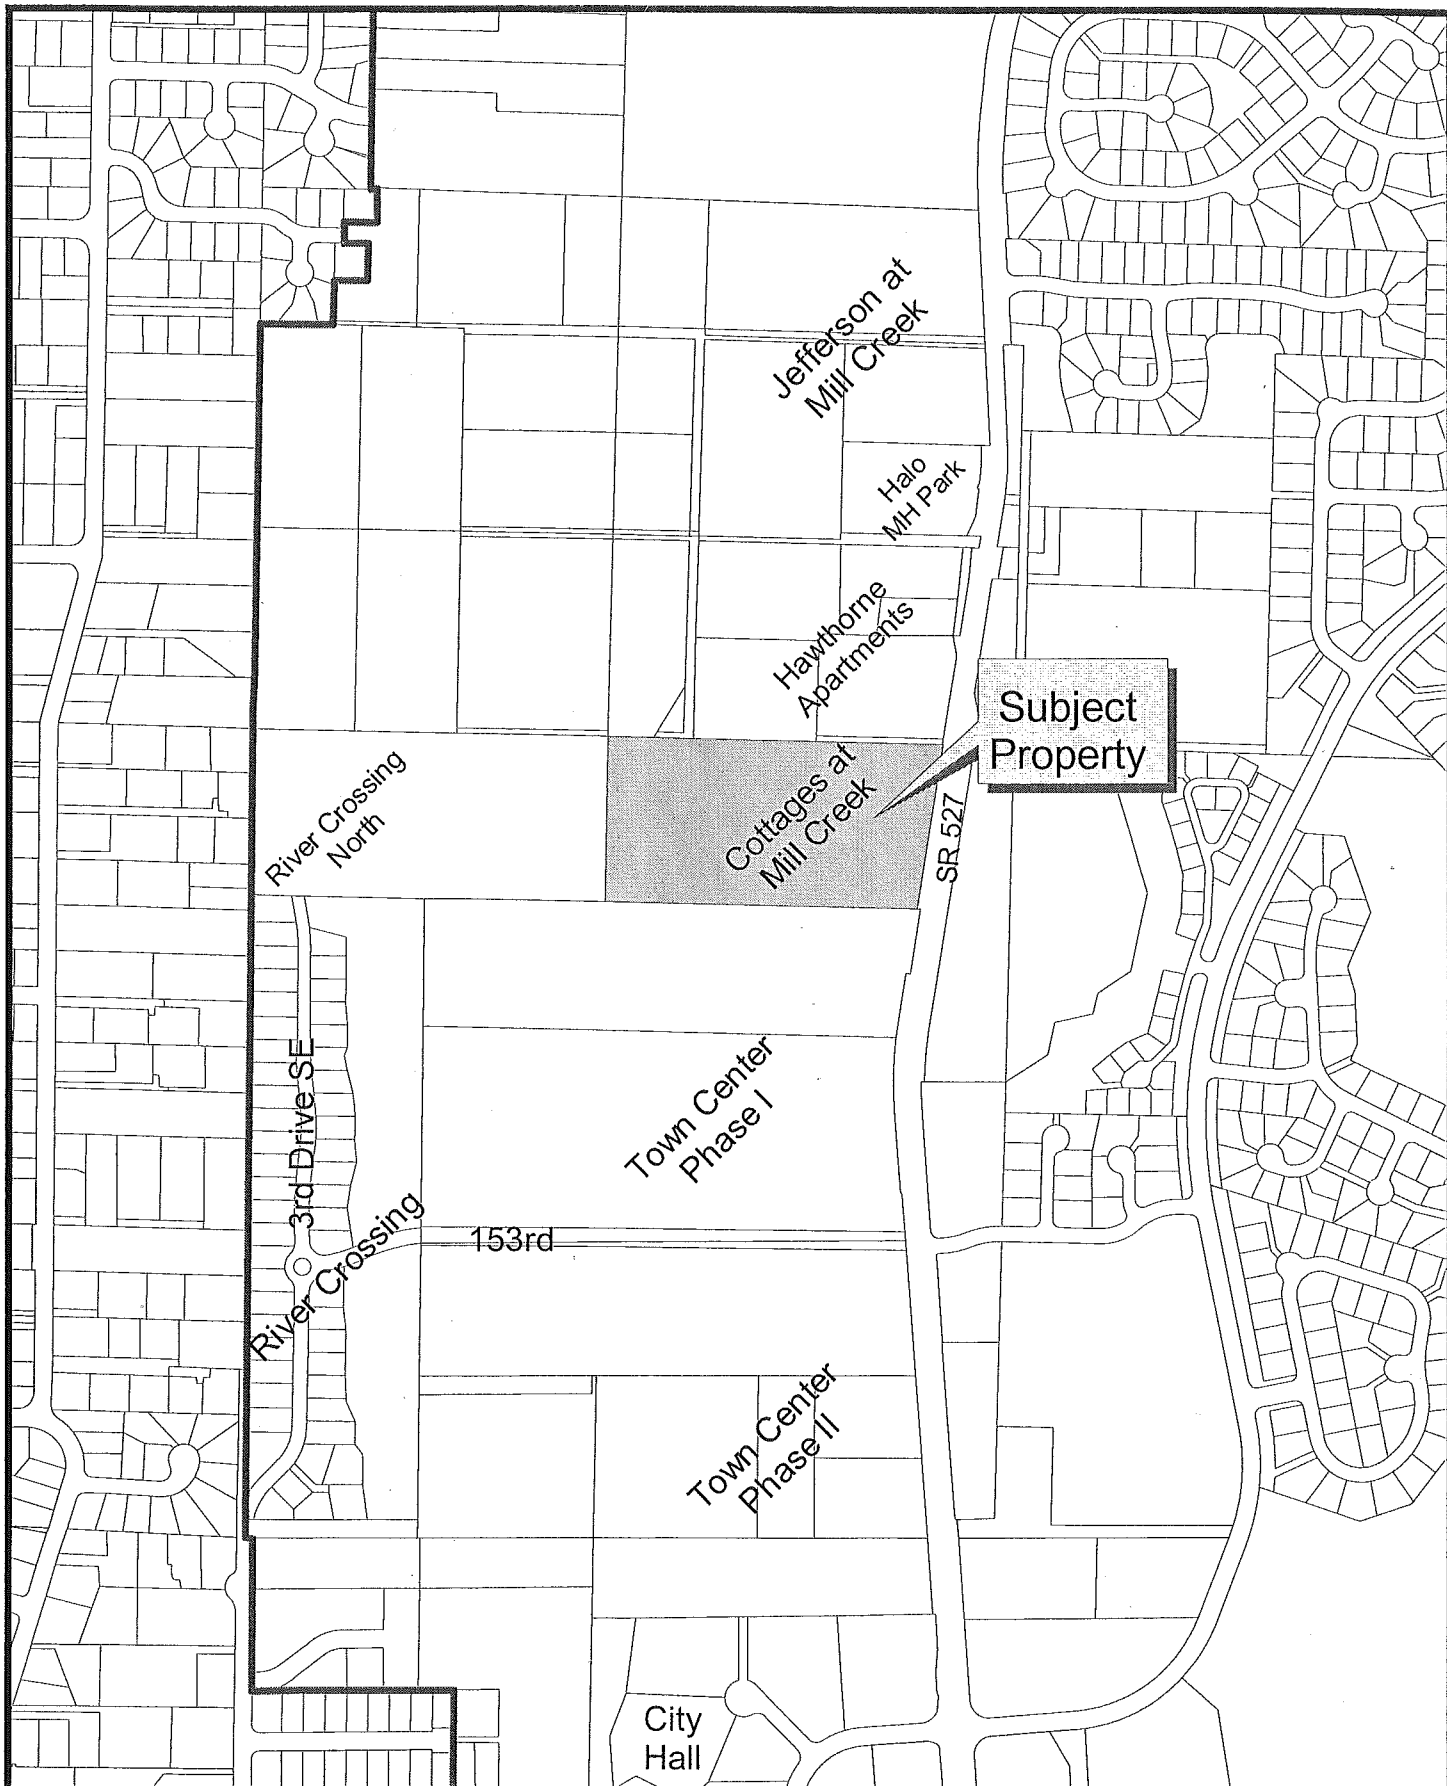 Jefferson at
Mill Creek
Halo
MH Park
Hawthorne
Apartments
Subject
Property
Cottages at
Mill Creek
SR 527
River Crossing
North
3rd Drive SE
Town Center
Phase I
River Crossing
153rd
Town Center
Phase II
City
Hall